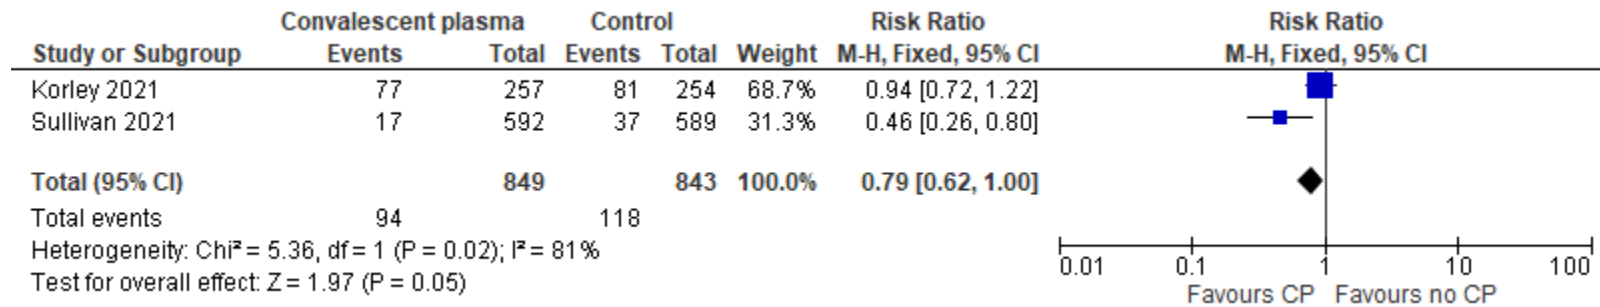 Convalescent plasma Control Risk Ratio Risk Ratio
Study or Subgroup Events Total Events Total Weight M-H, Fixed, 95% CI M-H, Fixed, 95% CI
Korley 2021 77 257 81 254 68.7% 0.94 [0.72, 1.22]
Sullivan 2021 17 592 37 589 31.3% 0.46 [0.26, 0.80]
Total (95% CI) 849 843 100.0% 0.79 [0.62, 1.00]
Total events 94 118
Heterogeneity: Chi² = 5.36, df = 1 (P = 0.02); I² = 81%
Test for overall effect: Z = 1.97 (P = 0.05)
0.01 0.1 1 10 100
Favours CP Favours no CP